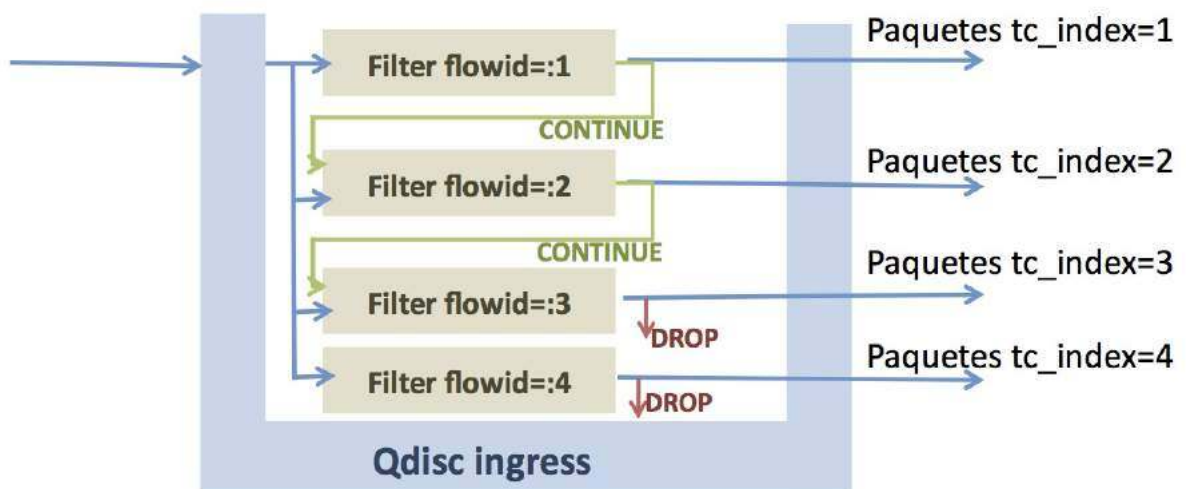 Paquetes tc_index=1
Filter flowid=:1
CONTINUE
Paquetes tc_index=2
Filter flowid=:2
CONTINUE
Paquetes tc_index=3
Filter flowid=:3
DROP
Paquetes tc_index=4
Filter flowid=:4
DROP
Qdisc ingress